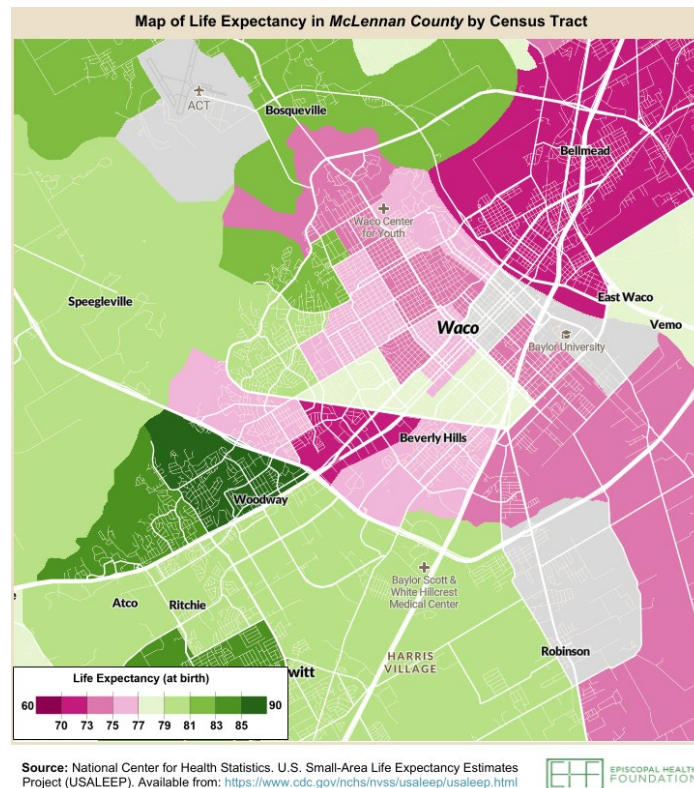 Map of Life Expectancy in McLennan County by Census Tract
ACT
Bosqueville
Bellmead
Waco Center
for Youth
Speegleville
East Waco
Waco
Vemo
Baylor University
Beverly Hills
Woodway
Baylor Scott &
White Hillcrest
Medical Center
Atco
Ritchie
HARRIS
VILLAGE
Robinson
witt
Life Expectancy (at birth)
60 90
70 73 75 77 79 81 83 85
Source: National Center for Health Statistics. U.S. Small-Area Life Expectancy Estimates
Project (USALEEP). Available from: https://www.cdc.gov/nchs/nvss/usaleep/usaleep.html
EHF
EPISCOPAL HEALTH
FOUNDATION